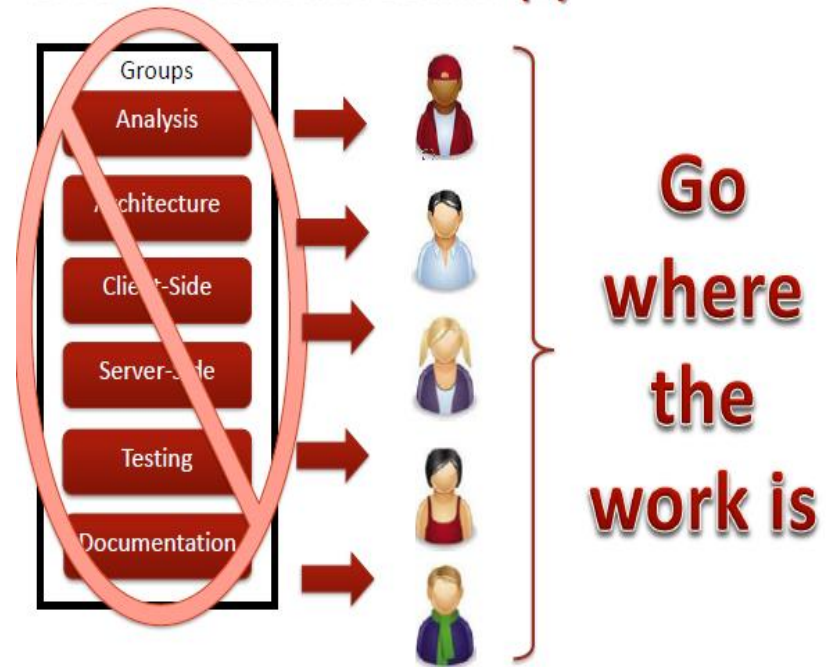 Groups
Analysis
Architecture
Client-Side
Server-Side
Testing
Documentation
Go
where
the
work is